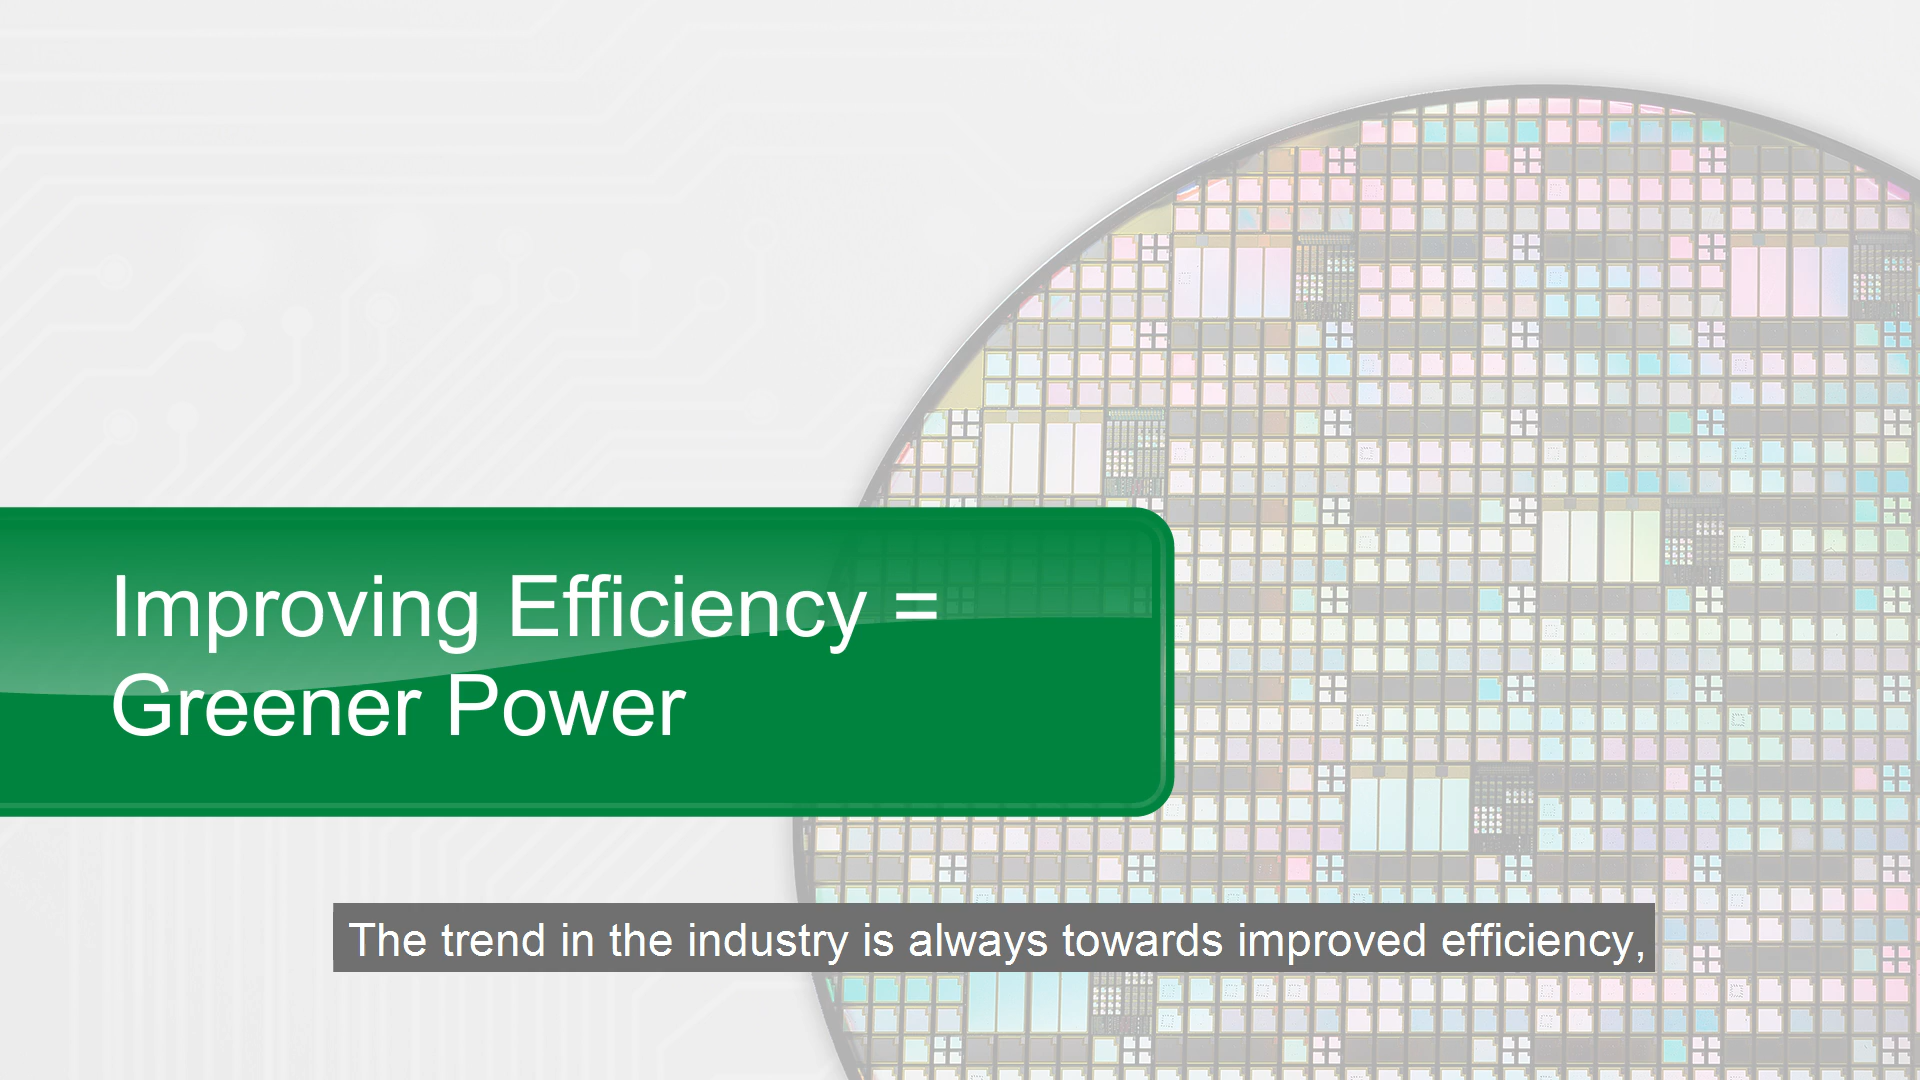 Improving Efficiency =
Greener Power
The trend in the industry is always towards improved efficiency,